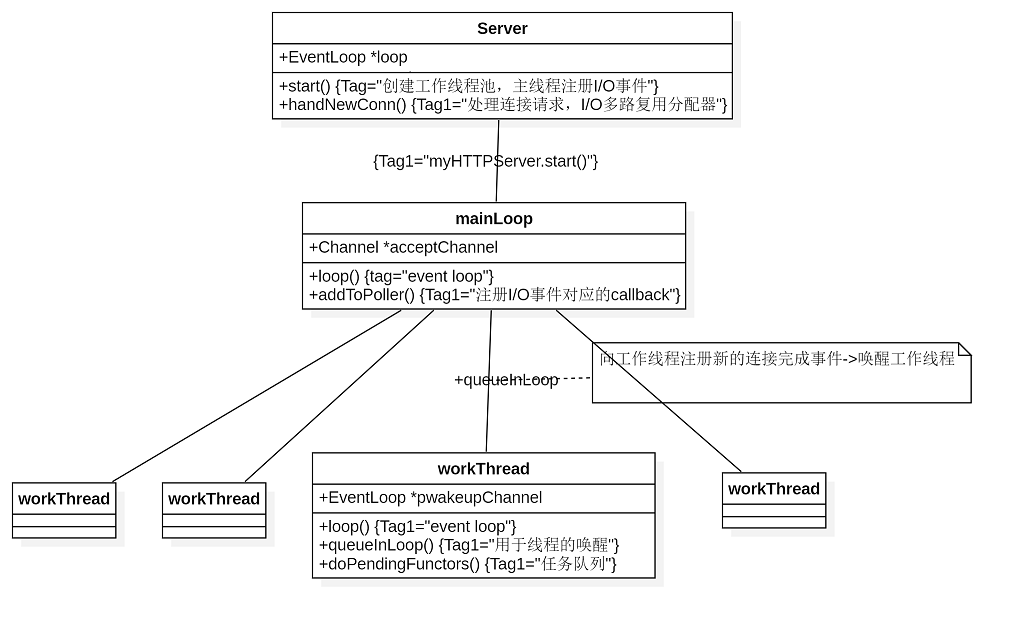 Server
+EventLoop *loop
+start() {Tag="创建工作线程池，主线程注册I/O事件"}
+handNewConn() {Tag1="处理连接请求，I/O多路复用分配器"}
{Tag1="myHTTPServer.start()"}
mainLoop
+Channel *acceptChannel
+loop() {tag="event loop"}
+addToPoller() {Tag1="注册I/O事件对应的callback"}
向工作线程注册新的连接完成事件->唤醒工作线程
+queueInLoop
workThread
workThread
workThread
+EventLoop *pwakeupChannel
+loop() {Tag1="event loop"}
+queueInLoop() {Tag1="用于线程的唤醒"}
+doPendingFunctors() {Tag1="任务队列"}
workThread